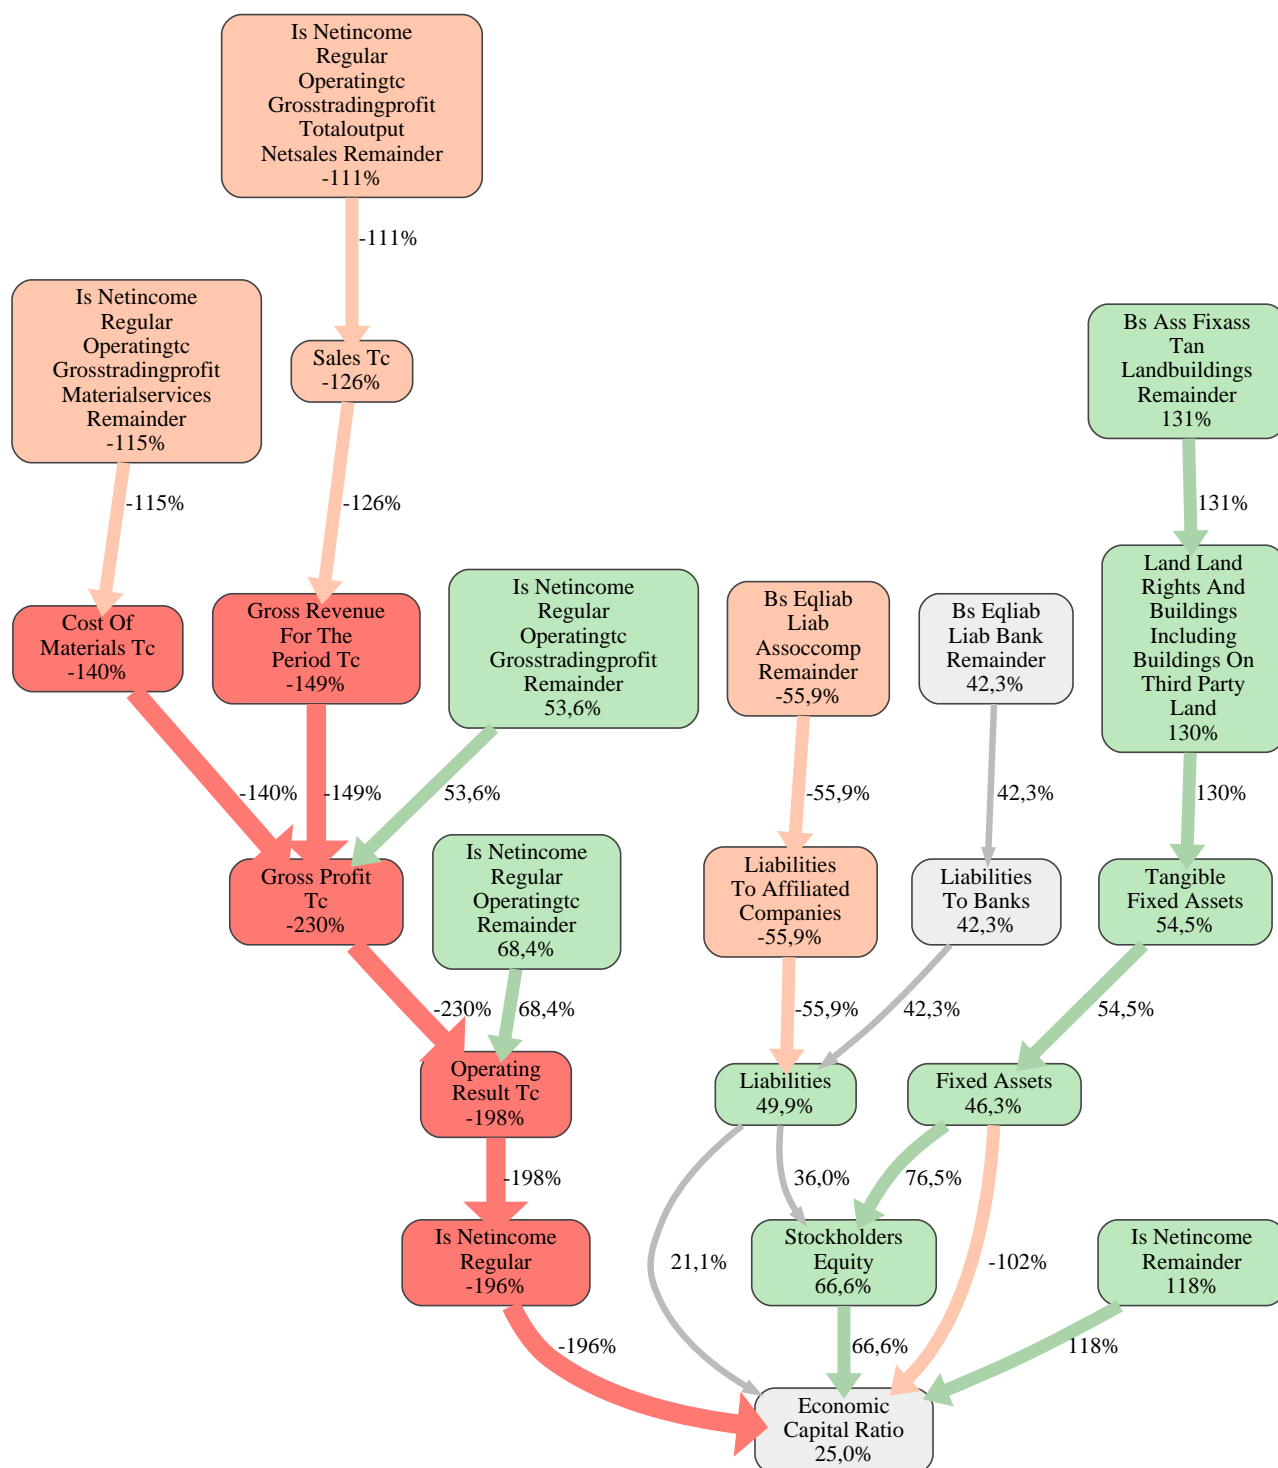 Is Netincome
Regular
Operatingtc
Grosstradingprofit
Totaloutput
Netsales Remainder
-111%
-111%
Is Netincome
Regular
Operatingtc
Grosstradingprofit
Materialservices
Remainder
-115%
Sales Tc
-126%
Bs Ass Fixass
Tan
Landbuildings
Remainder
131%
-115%
-126%
131%
Cost Of
Materials Tc
-140%
Gross Revenue
For The
Period Tc
-149%
Is Netincome
Regular
Operatingtc
Grosstradingprofit
Remainder
53,6%
Bs Eqliab
Liab
Assoccomp
Remainder
-55,9%
Bs Eqliab
Liab Bank
Remainder
42,3%
Land Land
Rights And
Buildings
Including
Buildings On
Third Party
Land
130%
-140%
-149%
53,6%
-55,9%
42,3%
130%
Gross Profit
Tc
-230%
Is Netincome
Regular
Operatingtc
Remainder
68,4%
Liabilities
To Affiliated
Companies
-55,9%
Liabilities
To Banks
42,3%
Tangible
Fixed Assets
54,5%
-230%
68,4%
-55,9%
42,3%
54,5%
Operating
Result Tc
-198%
Liabilities
49,9%
Fixed Assets
46,3%
-198%
36,0%
76,5%
Is Netincome
Regular
-196%
21,1%
Stockholders
Equity
66,6%
-102%
Is Netincome
Remainder
118%
-196%
66,6%
118%
Economic
Capital Ratio
25,0%